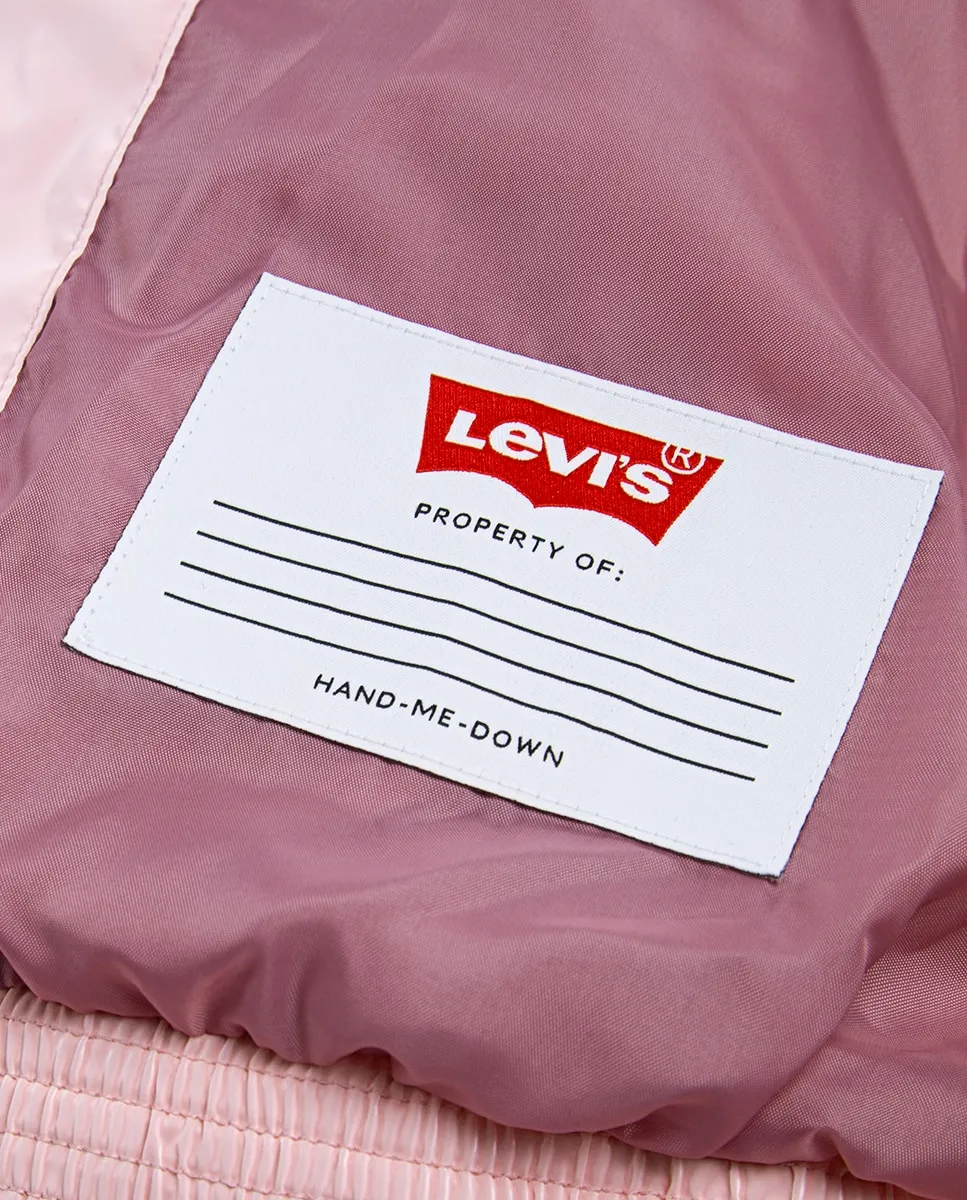 Levi's®
PROPERTY OF:
HAND-ME-DOWN